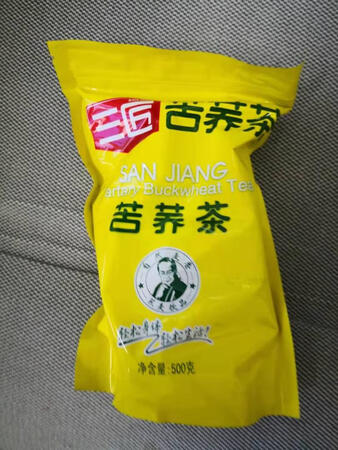 三匠 苦荞茶
SAN JIANG
Tartary Buckwheat Tea
苦荞茶
轻松身体
轻松生活!
净含量:500克